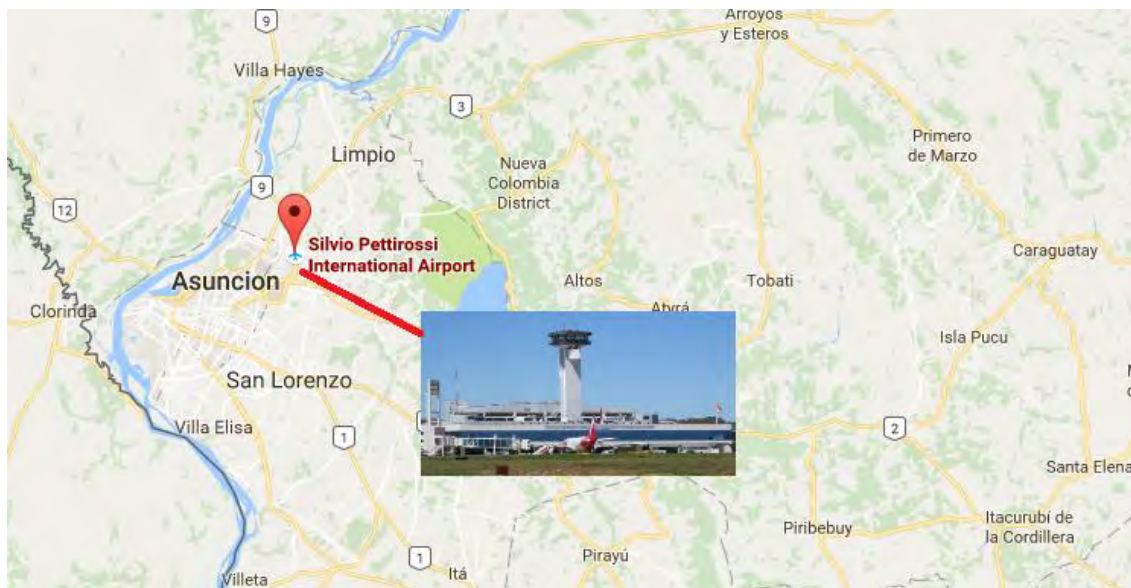 Arroyos
y Esteros
9
Villa Hayes
3
Primero
de Marzo
Limpio
Nueva
Colombia
District
9
12
Silvio Pettirossi
International Airport
Caraguatay
Asuncion
Altos
Tobati
Clorinda
Atyrá
Isla Pucu
San Lorenzo
Villa Elisa
1
2
Santa Elena
Piribebuy
Itacurubí de
la Cordillera
1
Pirayú
Itá
Villeta